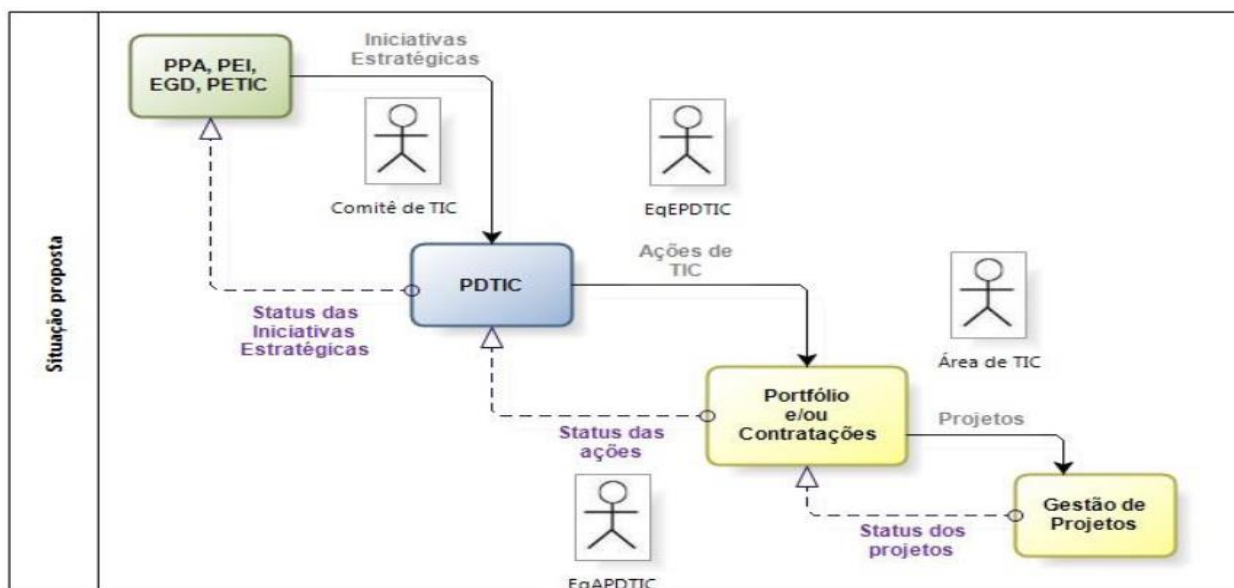 Situação proposta
PPA, PEI,
EGD, PETIC
Iniciativas
Estratégicas
Comitê de TIC
EqEPDTIC
PDTIC
Ações de
TIC
Status das
Iniciativas
Estratégicas
Área de TIC
Portfólio
e/ou
Contratações
Projetos
Status das
ações
Gestão de
Projetos
Status dos
projetos
EqAPDTIC